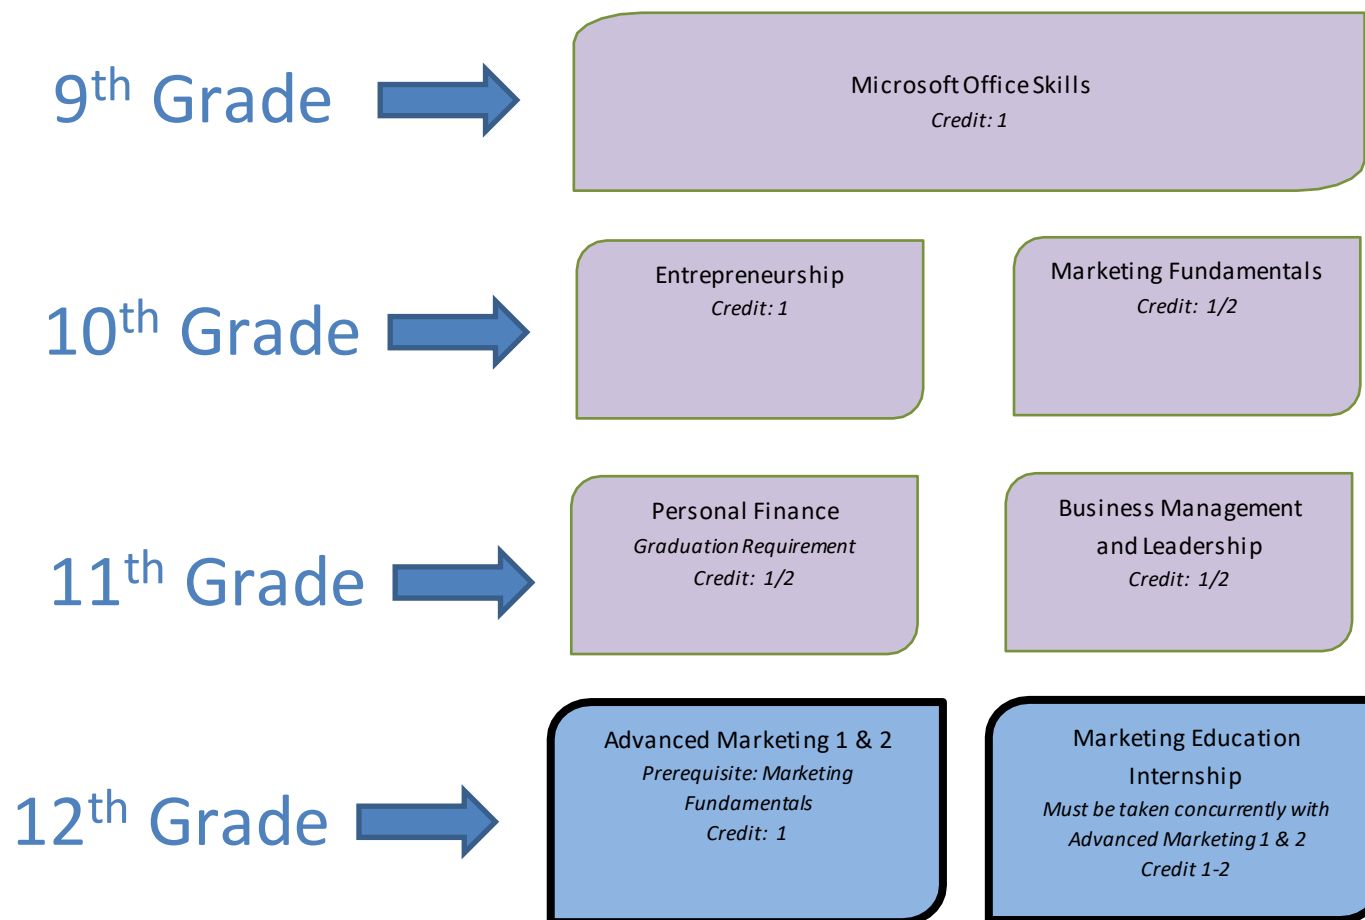 9th Grade
Microsoft Office Skills
Credit: 1
10th Grade
Entrepreneurship
Credit: 1
Marketing Fundamentals
Credit: 1/2
11th Grade
Personal Finance
Graduation Requirement
Credit: 1/2
Business Management
and Leadership
Credit: 1/2
12th Grade
Advanced Marketing 1 & 2
Prerequisite: Marketing
Fundamentals
Credit: 1
Marketing Education
Internship
Must be taken concurrently with
Advanced Marketing 1 & 2
Credit 1-2